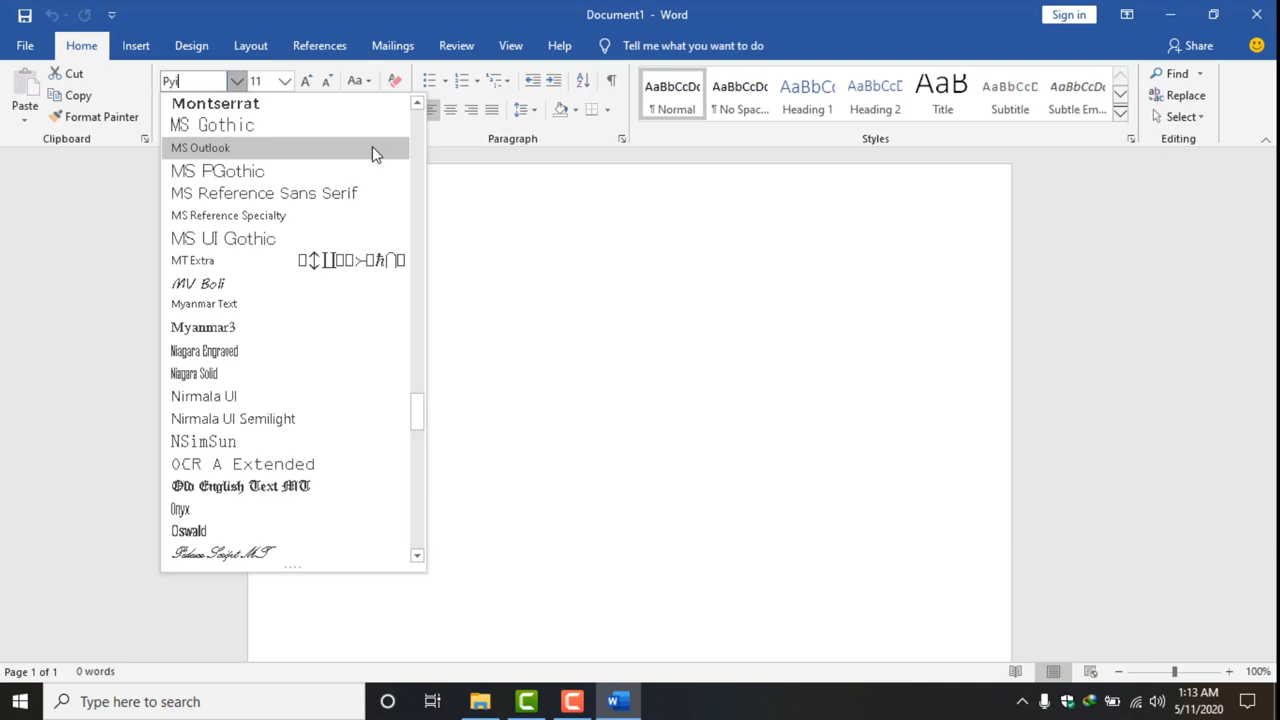 Document1 - Word
Sign in
File Home Insert Design Layout References Mailings Review View Help Tell me what you want to do Share
Paste
Cut
Copy
Format Painter
Clipboard
Pyi
11
Aa
Paragraph
AaBbCcDc
¶ Normal
AaBbCcDc
¶ No Spac...
AaBbCc
Heading 1
AaBbCcC
Heading 2
AaB
Title
AaBbCcD
Subtitle
AaBbCcDc
Subtle Em...
Styles
Find
Replace
Select
Editing
Montserrat
MS Gothic
MS Outlook
MS PGothic
MS Reference Sans Serif
MS Reference Specialty
MS UI Gothic
MT Extra
MV Boli
Myanmar Text
Myanmar3
Niagara Engraved
Niagara Solid
Nirmala UI
Nirmala UI Semilight
NSimSun
OCR A Extended
Old English Text MT
Onyx
Oswald
Palace Script MT
Page 1 of 1 0 words
100%
Type here to search
1:13 AM
5/11/2020